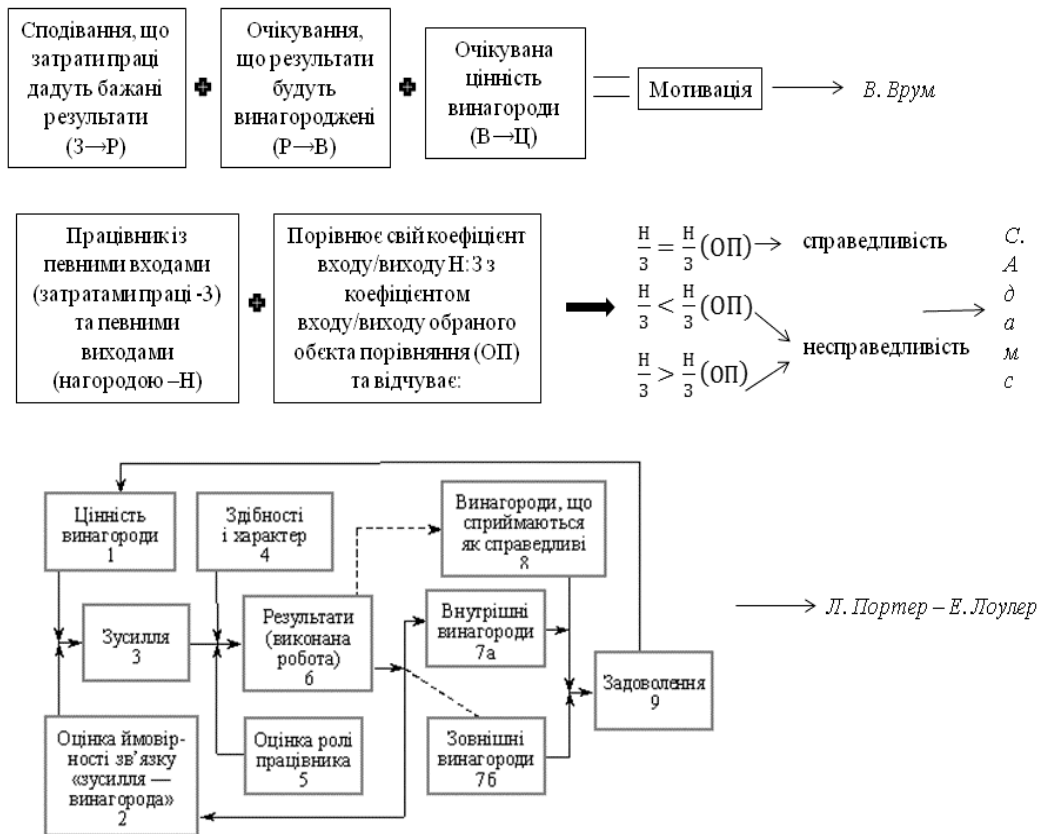 Сподівання, що
затрати праці
дадуть бажані
результати
(З→Р)
Очікування,
що результати
будуть
винагороджені
(Р→В)
Очікувана
цінність
винагороди
(В→Ц)
Мотивація
В. Врум
Працівник із
певними входами
(затратами праці -З)
та певними
виходами
(нагородою –Н)
Порівнює свій коефіцієнт
входу/виходу Н:З з
коефіцієнтом
входу/виходу обраного
обєкта порівняння (ОП)
та відчуває:
Н/З = Н/З (ОП)
справедливість
Н/З < Н/З (ОП)
Н/З > Н/З (ОП)
несправедливість
С.
А
д
а
м
с
Цінність
винагороди
1
Здібності
і характер
4
Винагороди, що
сприймаються
як справедливі
8
Зусилля
3
Результати
(виконана
робота)
6
Внутрішні
винагороди
7а
Задоволення
9
Оцінка ймовір-
ності зв’язку
«зусилля —
винагорода»
2
Оцінка ролі
працівника
5
Зовнішні
винагороди
7б
Л. Портер – Е. Лоулер